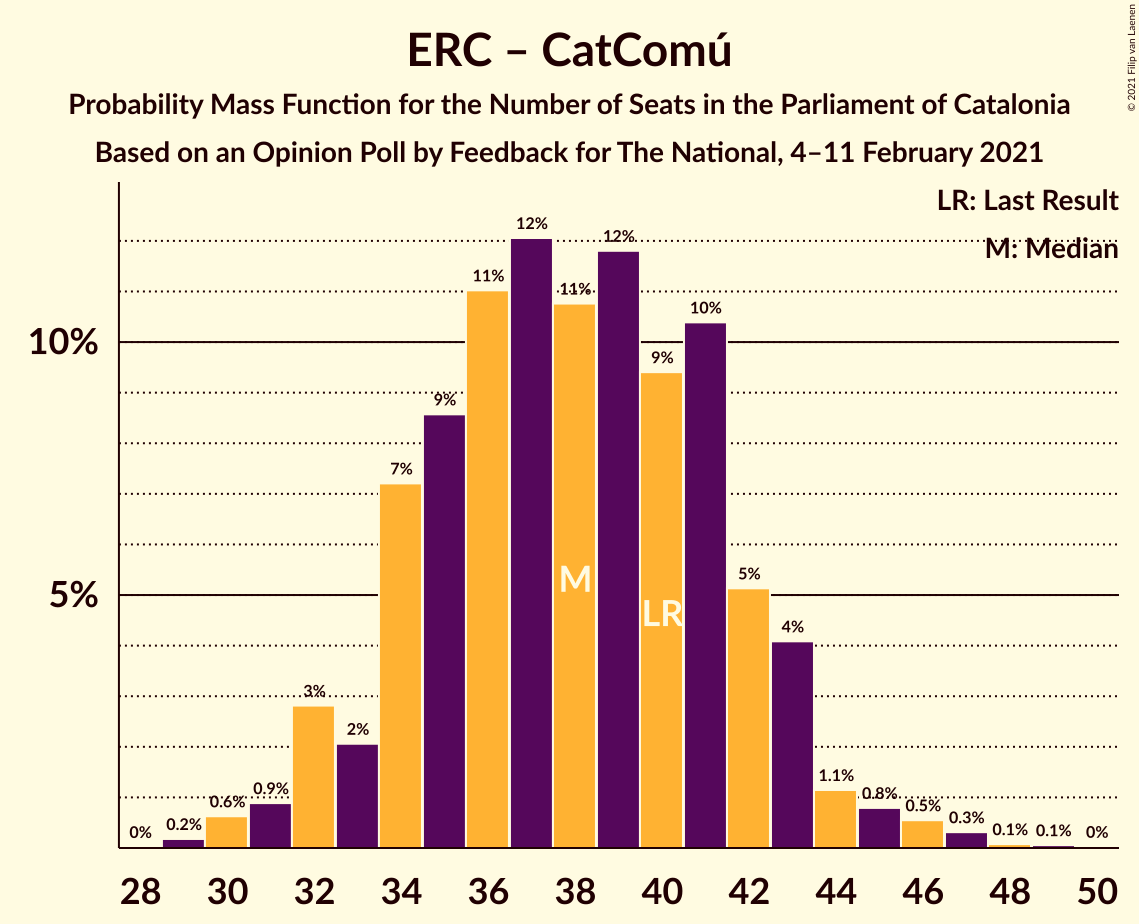 ERC – CatComú
Probability Mass Function for the Number of Seats in the Parliament of Catalonia
Based on an Opinion Poll by Feedback for The National, 4–11 February 2021
© 2021 Filip van Laenen
LR: Last Result
M: Median
10%
5%
0%
0.2%
0.6%
0.9%
3%
2%
7%
9%
11%
12%
11%
12%
9%
10%
5%
4%
1.1%
0.8%
0.5%
0.3%
0.1%
0.1%
0%
M
LR
28 30 32 34 36 38 40 42 44 46 48 50